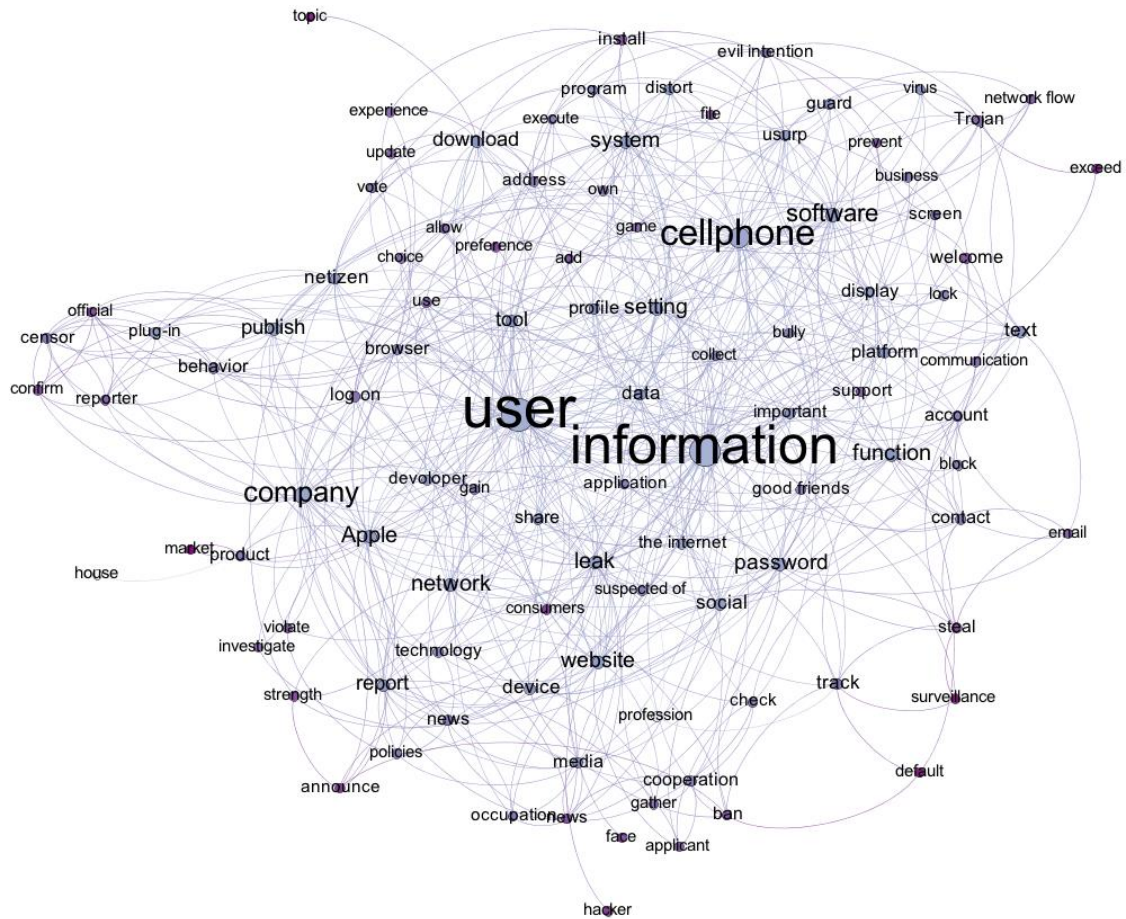 topic
install
evil intention
program
distort
virus
network flow
experience
file
guard
Trojan
execute
download
system
usurp
prevent
update
exceed
address
business
vote
own
software
screen
allow
game
cellphone
preference
choice
add
welcome
netizen
display
lock
use
official
profile
setting
plug-in
publish
tool
text
censor
bully
browser
collect
platform
communication
behavior
confirm
reporter
log on
data
support
user
important
account
information
function
block
devoloper
gain
application
good friends
company
share
contact
Apple
the internet
email
market
product
leak
password
house
network
suspected of
consumers
social
violate
steal
investigate
technology
website
strength
report
device
track
surveillance
check
news
profession
policies
media
default
announce
cooperation
gather
occupation
news
ban
face
applicant
hacker